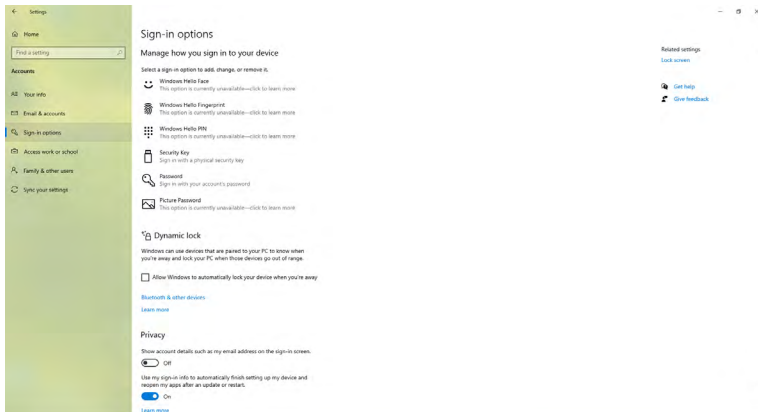 Settings
Home
Find a setting
Accounts
Your info
Email & accounts
Sign-in options
Access work or school
Family & other users
Sync your settings
Sign-in options
Manage how you sign in to your device
Select a sign-in option to add, change, or remove it.
Windows Hello Face
This option is currently unavailable—click to learn more
Windows Hello Fingerprint
This option is currently unavailable—click to learn more
Windows Hello PIN
This option is currently unavailable—click to learn more
Security Key
Sign in with a physical security key
Password
Sign in with your account's password
Picture Password
This option is currently unavailable—click to learn more
Dynamic lock
Windows can use devices that are paired to your PC to know when
you're away and lock your PC when those devices go out of range.
Allow Windows to automatically lock your device when you're away
Bluetooth & other devices
Learn more
Privacy
Show account details such as my email address on the sign-in screen.
Off
Use my sign-in info to automatically finish setting up my device and
reopen my apps after an update or restart.
On
Learn more
Related settings
Lock screen
Get help
Give feedback